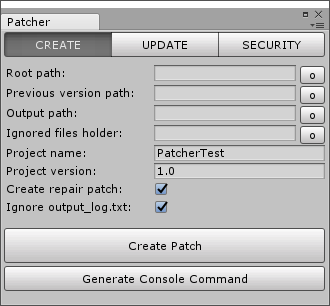 Patcher
CREATE UPDATE SECURITY
Root path: o
Previous version path: o
Output path: o
Ignored files holder: o
Project name: PatcherTest
Project version: 1.0
Create repair patch:
Ignore output_log.txt:
Create Patch
Generate Console Command